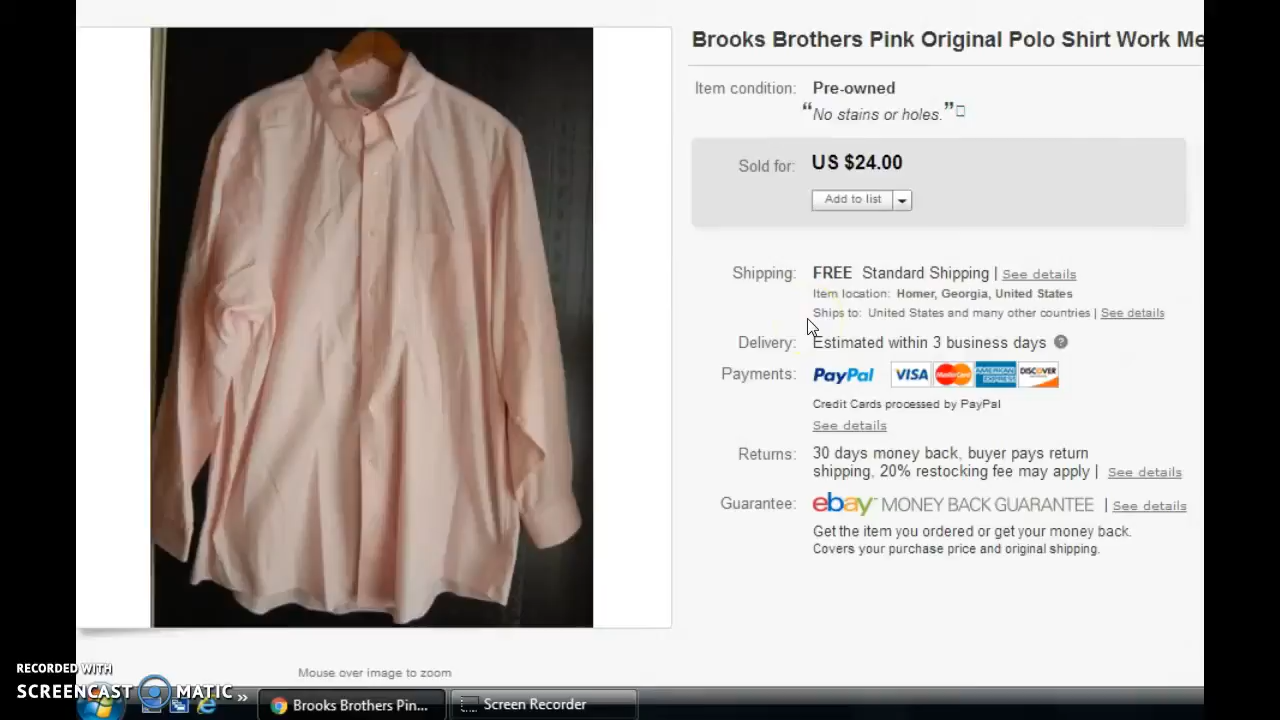 Brooks Brothers Pink Original Polo Shirt Work Me
Item condition: Pre-owned
“No stains or holes.”
Sold for: US $24.00
Add to list
Shipping: FREE Standard Shipping | See details
Item location: Homer, Georgia, United States
Ships to: United States and many other countries | See details
Delivery: Estimated within 3 business days ?
Payments: PayPal VISA MasterCard AMERICAN EXPRESS DISCOVER
Credit Cards processed by PayPal
See details
Returns: 30 days money back, buyer pays return
shipping, 20% restocking fee may apply | See details
Guarantee: ebay™ MONEY BACK GUARANTEE | See details
Get the item you ordered or get your money back.
Covers your purchase price and original shipping.
Mouse over image to zoom
RECORDED WITH
SCREENCAST MATIC
Brooks Brothers Pin...
Screen Recorder